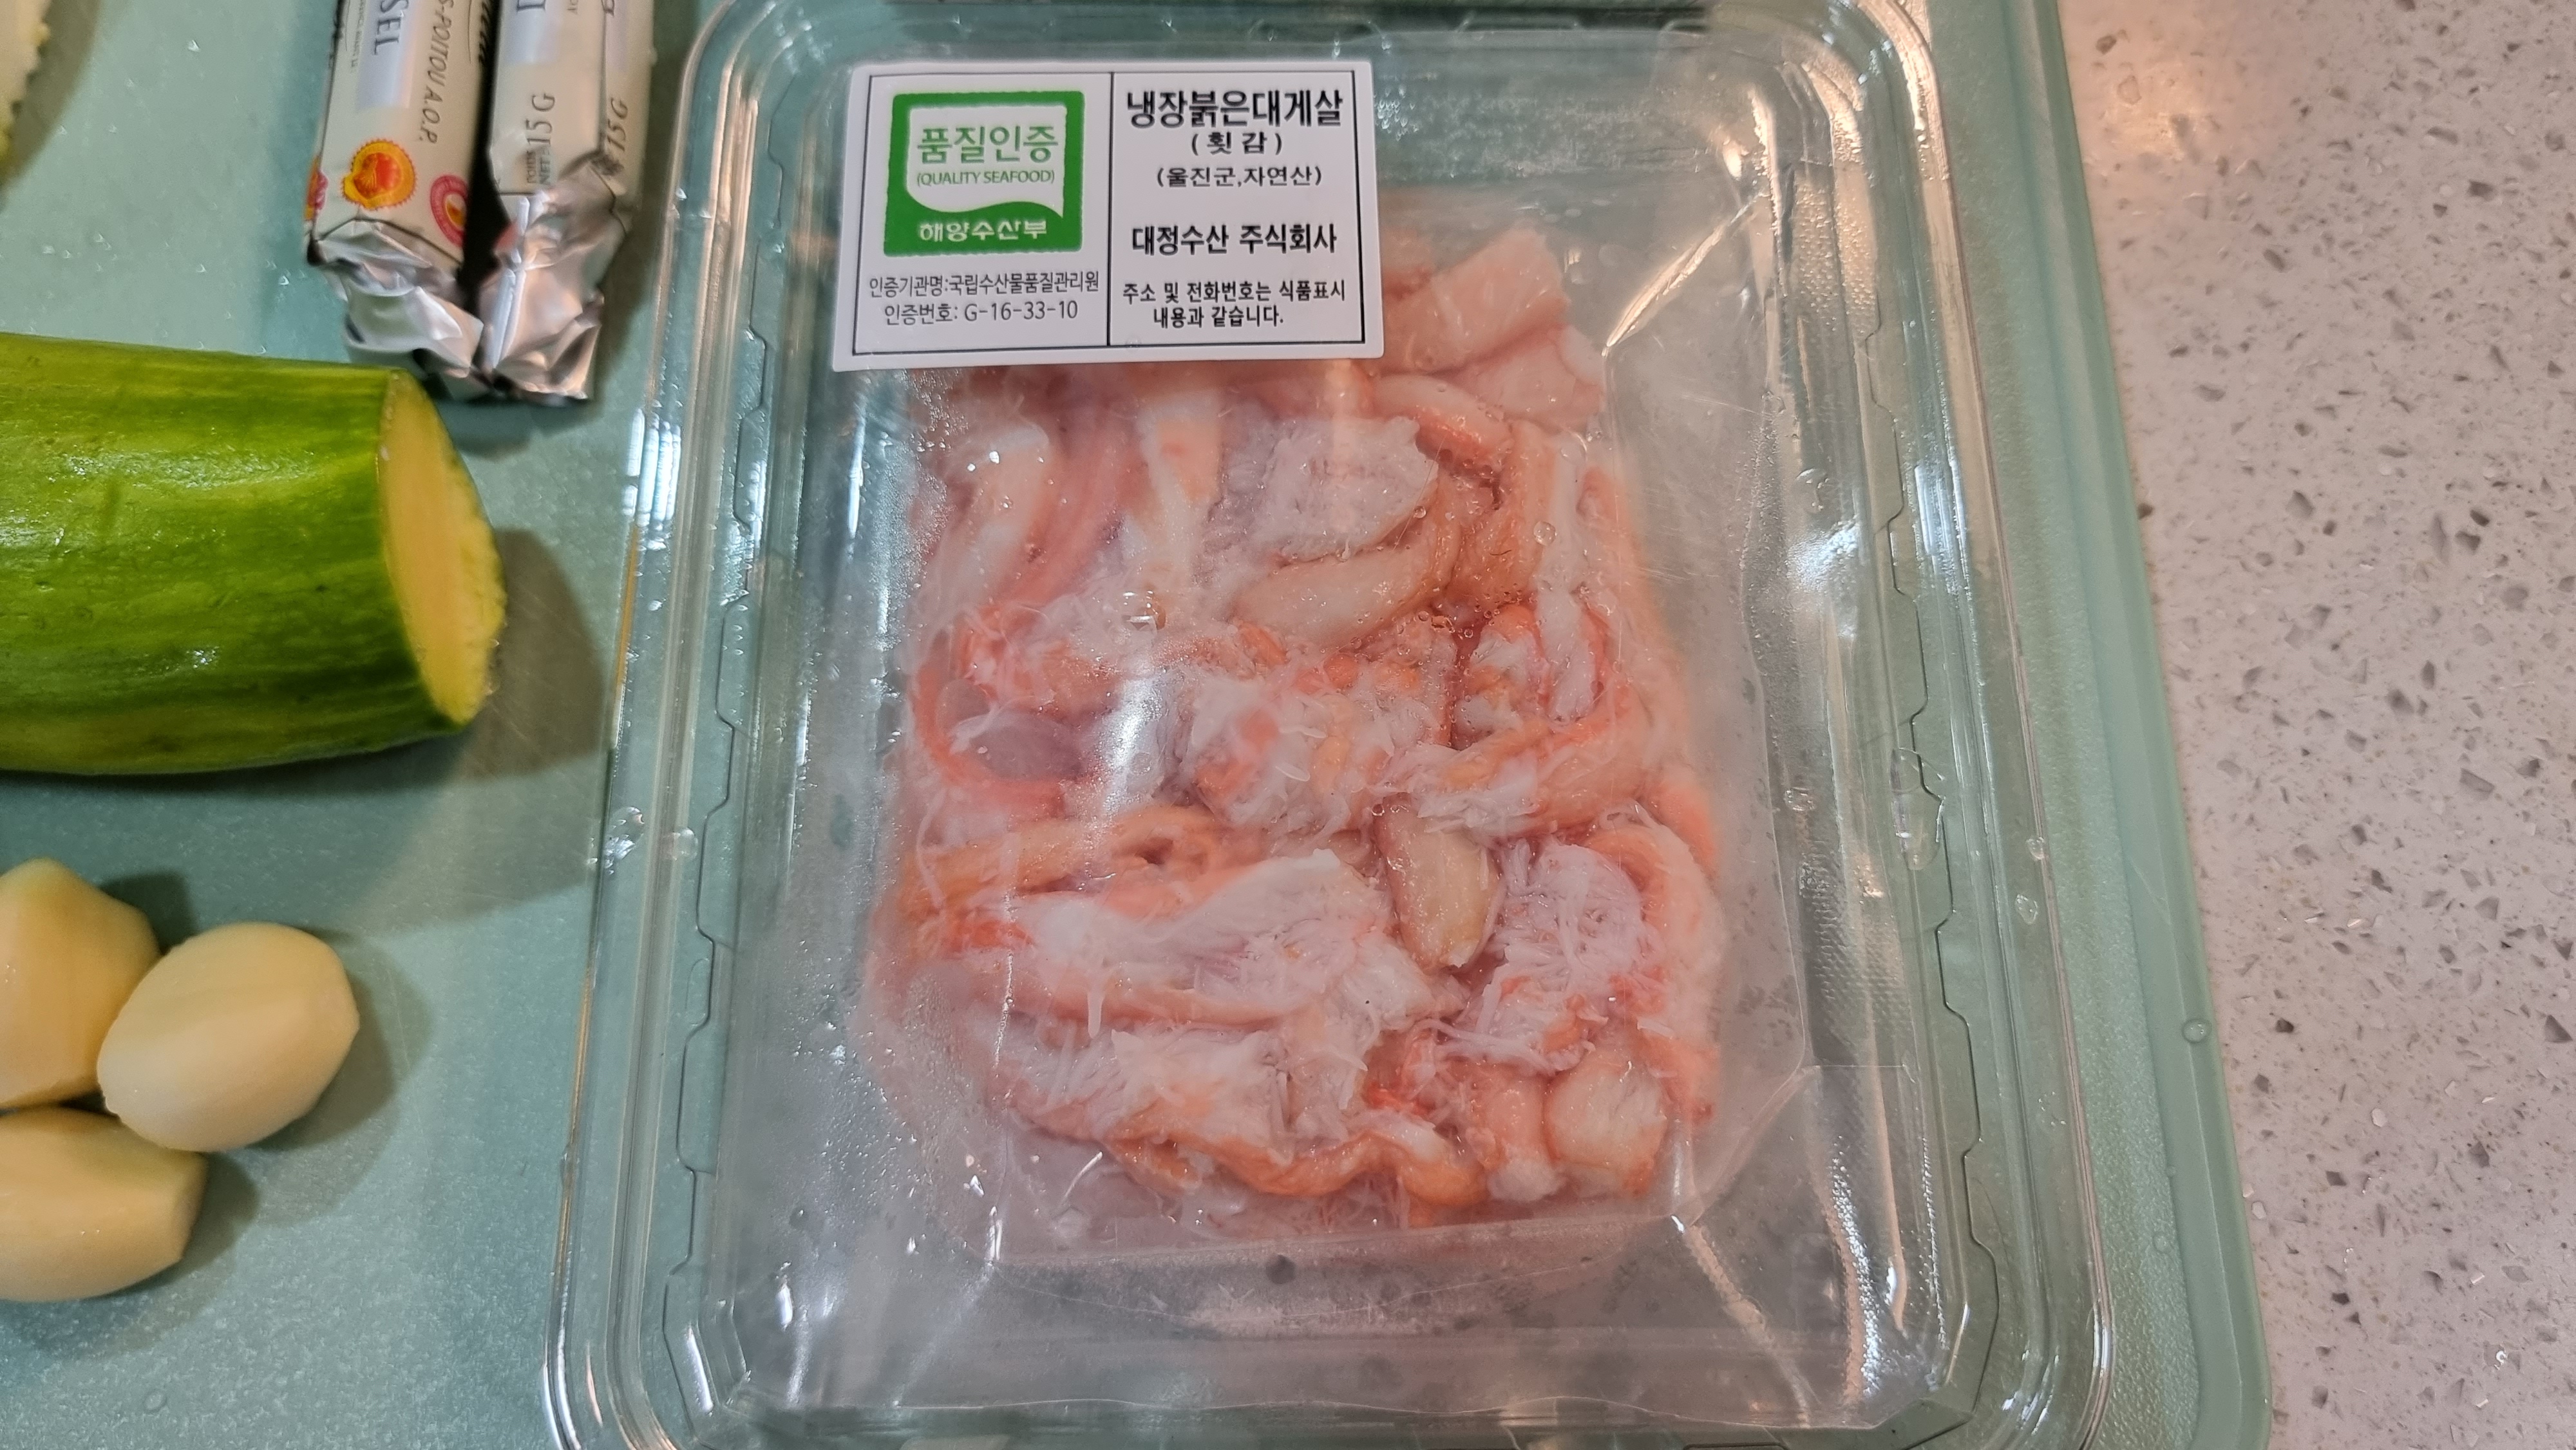 SEL
-POITOU A.O.P.
15 G
15 G
품질인증
(QUALITY SEAFOOD)
해양수산부
인증기관명:국립수산물품질관리원
인증번호: G-16-33-10
냉장붉은대게살
(횟감)
(울진군,자연산)
대정수산 주식회사
주소 및 전화번호는 식품표시
내용과 같습니다.